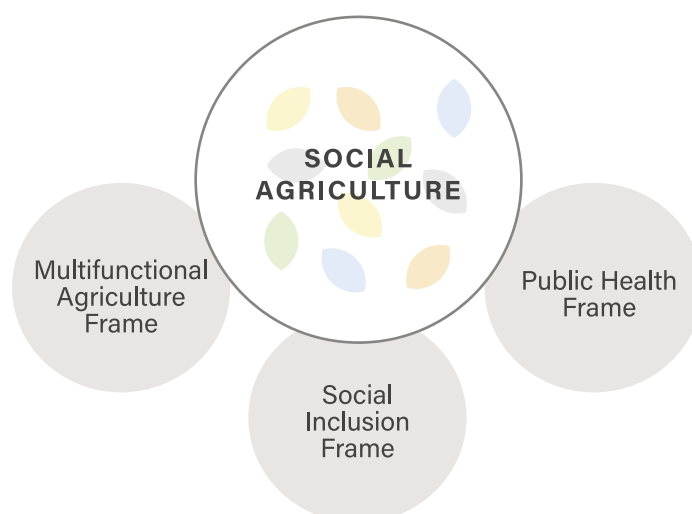 SOCIAL
AGRICULTURE
Multifunctional
Agriculture
Frame
Social
Inclusion
Frame
Public Health
Frame